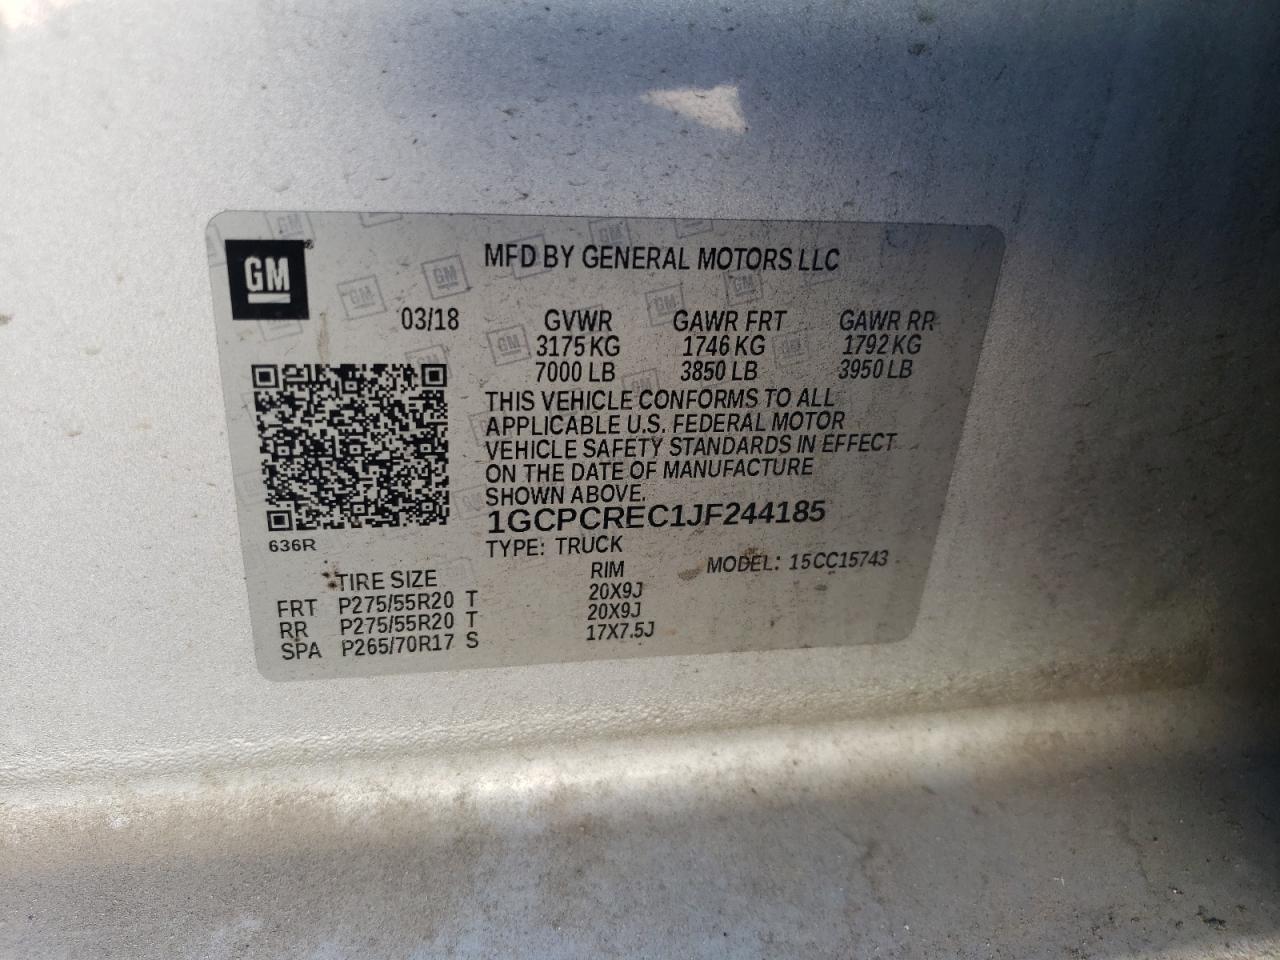 GM
MFD BY GENERAL MOTORS LLC
03/18 GVWR GAWR FRT GAWR RR
3175 KG 1746 KG 1792 KG
7000 LB 3850 LB 3950 LB
THIS VEHICLE CONFORMS TO ALL
APPLICABLE U.S. FEDERAL MOTOR
VEHICLE SAFETY STANDARDS IN EFFECT
ON THE DATE OF MANUFACTURE
SHOWN ABOVE.
1GCPCREC1JF244185
636R
TYPE: TRUCK MODEL: 15CC15743
TIRE SIZE RIM
FRT P275/55R20 T 20X9J
RR P275/55R20 T 20X9J
SPA P265/70R17 S 17X7.5J